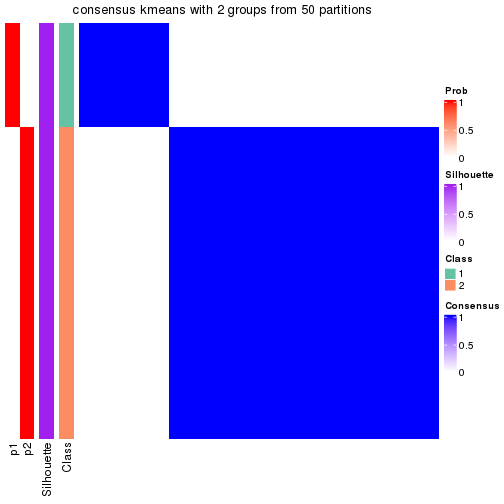 consensus kmeans with 2 groups from 50 partitions
Prob
1
0.5
0
Silhouette
1
0.5
0
Class
1
2
Consensus
1
0.5
0
p1
p2
Silhouette
Class